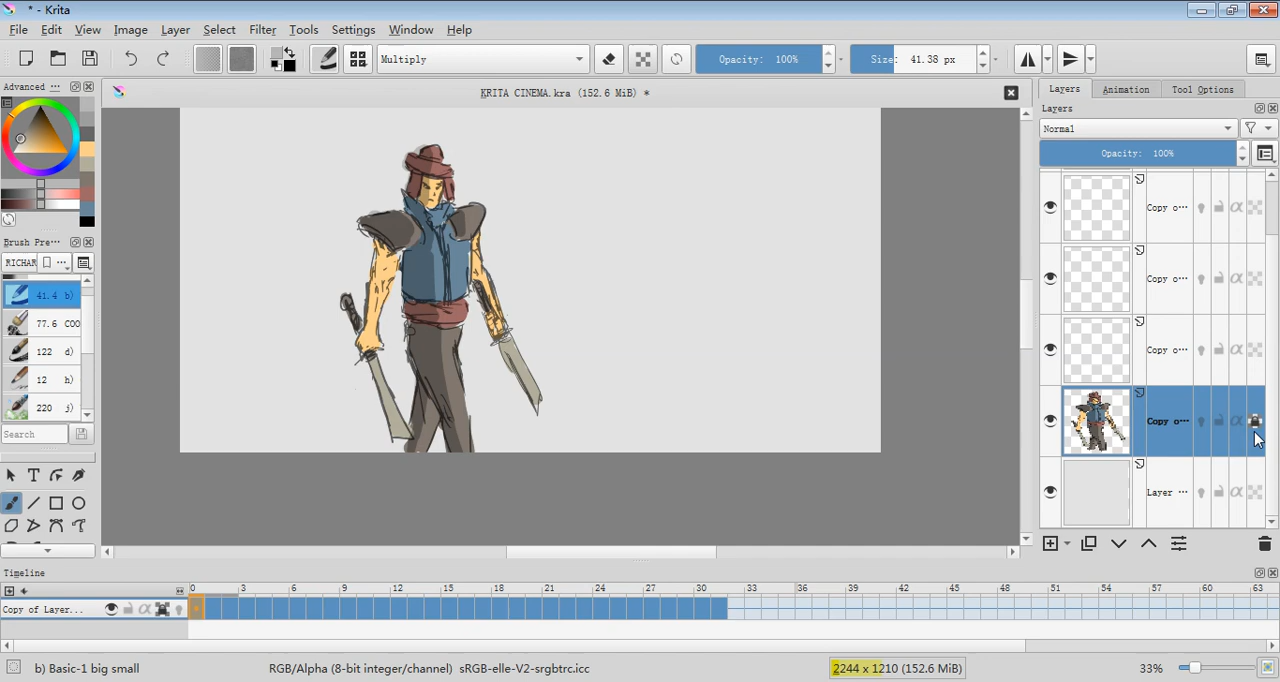 * - Krita
File Edit View Image Layer Select Filter Tools Settings Window Help
Multiply Opacity: 100% Size: 41.38 px
KRITA CINEMA.kra (152.6 MiB) *
Advanced ···
Layers Animation Tool Options
Layers
Normal
Opacity: 100%
Copy o···
Copy o···
Copy o···
Copy o···
Layer ···
Brush Pre···
RICHAR
41.4 b)
77.6 COO
122 d)
12 h)
220 j)
Search
Timeline
0 3 6 9 12 15 18 21 24 27 30 33 36 39 42 45 48 51 54 57 60 63
Copy of Layer...
b) Basic-1 big small RGB/Alpha (8-bit integer/channel) sRGB-elle-V2-srgbtrc.icc 2244 x 1210 (152.6 MiB) 33%